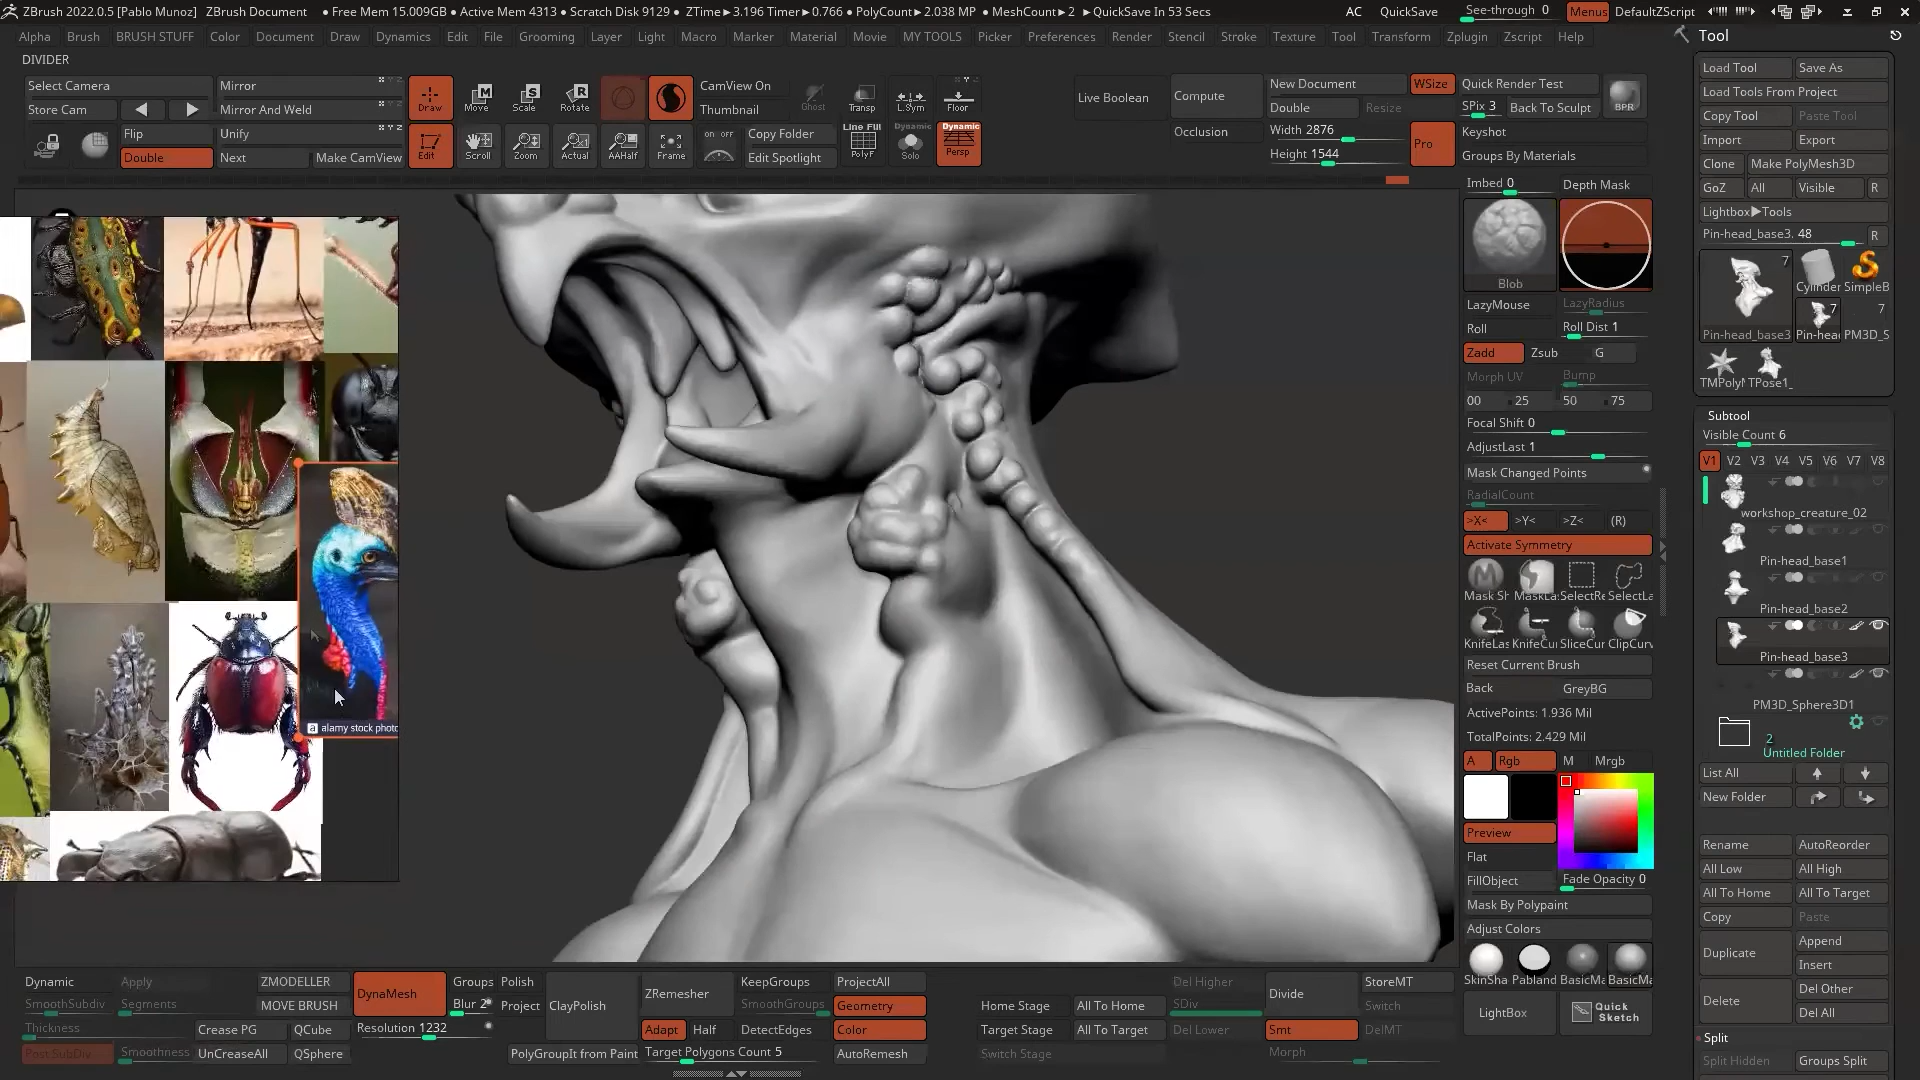 ZBrush 2022.0.5 [Pablo Munoz] ZBrush Document • Free Mem 15.009GB • Active Mem 4313 • Scratch Disk 9129 • ZTime►3.196 Timer►0.766 • PolyCount►2.038 MP • MeshCount►2 ►QuickSave In 53 Secs AC QuickSave See-through 0 Menus DefaultZScript
Alpha Brush BRUSH STUFF Color Document Draw Dynamics Edit File Grooming Layer Light Macro Marker Material Movie MY TOOLS Picker Preferences Render Stencil Stroke Texture Tool Transform Zplugin Zscript Help
DIVIDER
Select Camera Mirror
Store Cam Mirror And Weld
Flip Unify
Double Next Make CamView
Draw Move Scale Rotate
Edit Scroll Zoom Actual AAHalf Frame
CamView On
Thumbnail
ON OFF
Copy Folder
Edit Spotlight
Ghost Transp L.Sym Floor
Line Fill PolyF Dynamic Solo Dynamic Persp
Live Boolean
Compute
Occlusion
New Document WSize
Double Resize
Width 2876
Height 1544
Pro
Quick Render Test
SPix 3 Back To Sculpt
BPR
Keyshot
Groups By Materials
Imbed 0 Depth Mask
Blob
LazyMouse LazyRadius
Roll Roll Dist 1
Zadd Zsub G
Morph UV Bump
00 25 50 75
Focal Shift 0
AdjustLast 1
Mask Changed Points
RadialCount
>X< >Y< >Z< (R)
Activate Symmetry
Mask Sh MaskLa SelectRe SelectLa
KnifeLas KnifeCu SliceCur ClipCurv
Reset Current Brush
Back GreyBG
ActivePoints: 1.936 Mil
TotalPoints: 2.429 Mil
A Rgb M Mrgb
Preview
Flat
FillObject Fade Opacity 0
Mask By Polypaint
Adjust Colors
SkinSha Pabland BasicMa BasicMa
LightBox Quick Sketch
Tool
Load Tool Save As
Load Tools From Project
Copy Tool Paste Tool
Import Export
Clone Make PolyMesh3D
GoZ All Visible R
Lightbox►Tools
Pin-head_base3. 48 R
7
Cylinder SimpleB
7 7
Pin-head_base3 Pin-head PM3D_S
TMPolyM TPose1_
Subtool
Visible Count 6
V1 V2 V3 V4 V5 V6 V7 V8
workshop_creature_02
Pin-head_base1
Pin-head_base2
Pin-head_base3
PM3D_Sphere3D1
2
Untitled Folder
List All
New Folder
Rename AutoReorder
All Low All High
All To Home All To Target
Copy Paste
Duplicate Append
Insert
Delete Del Other
Del All
Split
Split Hidden Groups Split
a alamy stock photo
Dynamic Apply ZMODELLER
SmoothSubdiv Segments MOVE BRUSH
Thickness Crease PG QCube
Post SubDiv Smoothness UnCreaseAll QSphere
DynaMesh
Resolution 1232
Groups Polish
Blur 2 Project
ClayPolish
PolyGroupIt from Paint
ZRemesher
Adapt Half
Target Polygons Count 5
KeepGroups
SmoothGroups
DetectEdges
ProjectAll
Geometry
Color
AutoRemesh
Home Stage All To Home
Target Stage All To Target
Switch Stage
Del Higher
SDiv
Del Lower
Divide
Smt
Morph
StoreMT
Switch
DelMT